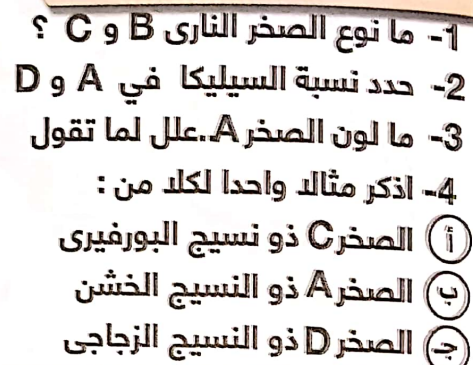 1- ما نوع الصخر النارى B و C ؟
2- حدد نسبة السيليكا في A و D
3- ما لون الصخر A..علل لما تقول
4- اذكر مثالا واحدا لكلا من :
أ الصخر C ذو نسيج البورفيرى
ب الصخر A ذو النسيج الخشن
جـ الصخر D ذو النسيج الزجاجى